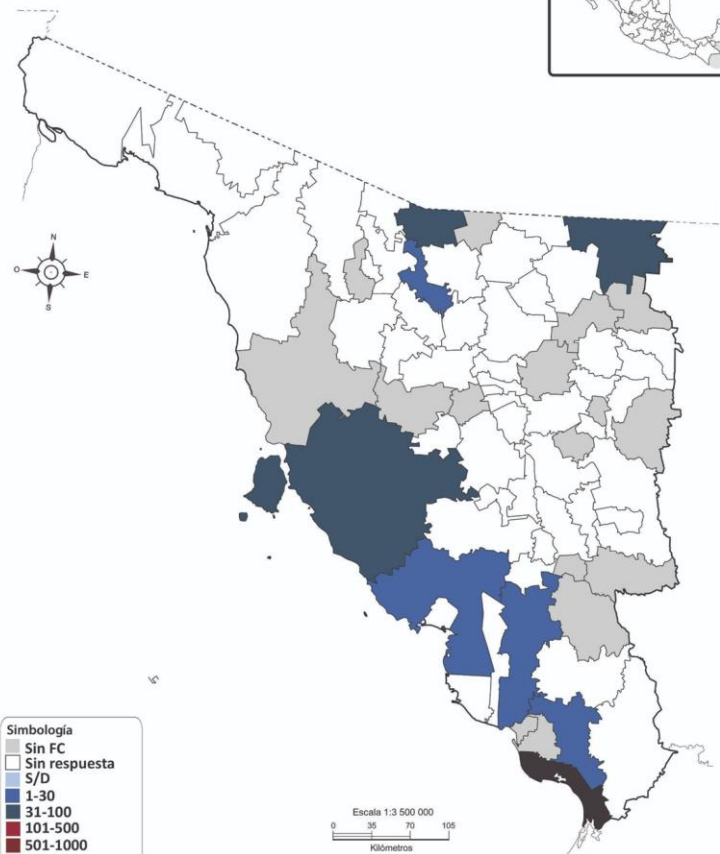 N
O E
S
Simbología
Sin FC
Sin respuesta
S/D
1-30
31-100
101-500
501-1000
Escala 1:3 500 000
0 35 70 105
Kilómetros